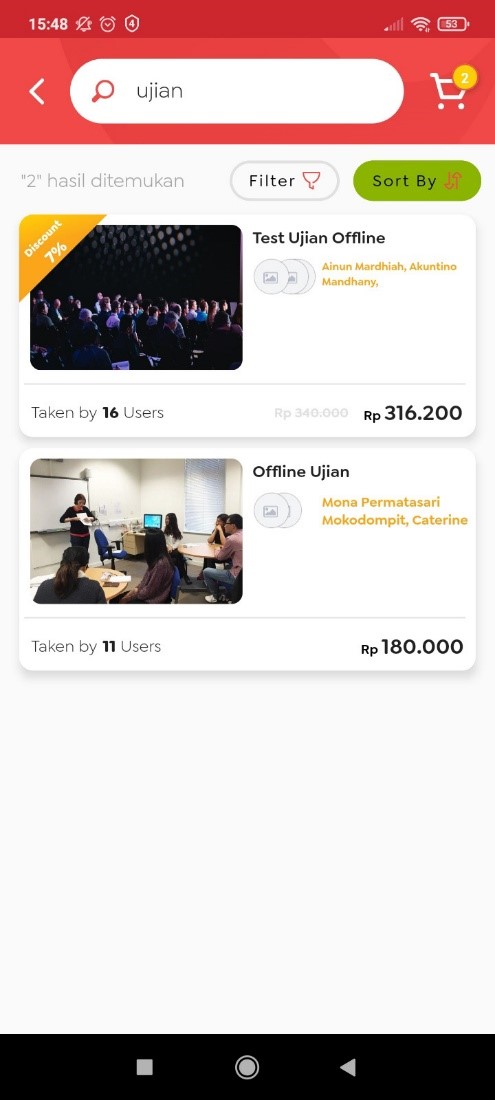 15:48
4
53
ujian
2
"2" hasil ditemukan
Filter
Sort By
Discount
7%
Test Ujian Offline
Ainun Mardhiah, Akuntino
Mandhany,
Taken by 16 Users
Rp 340.000
Rp 316.200
Offline Ujian
Mona Permatasari
Mokodompit, Caterine
Taken by 11 Users
Rp 180.000